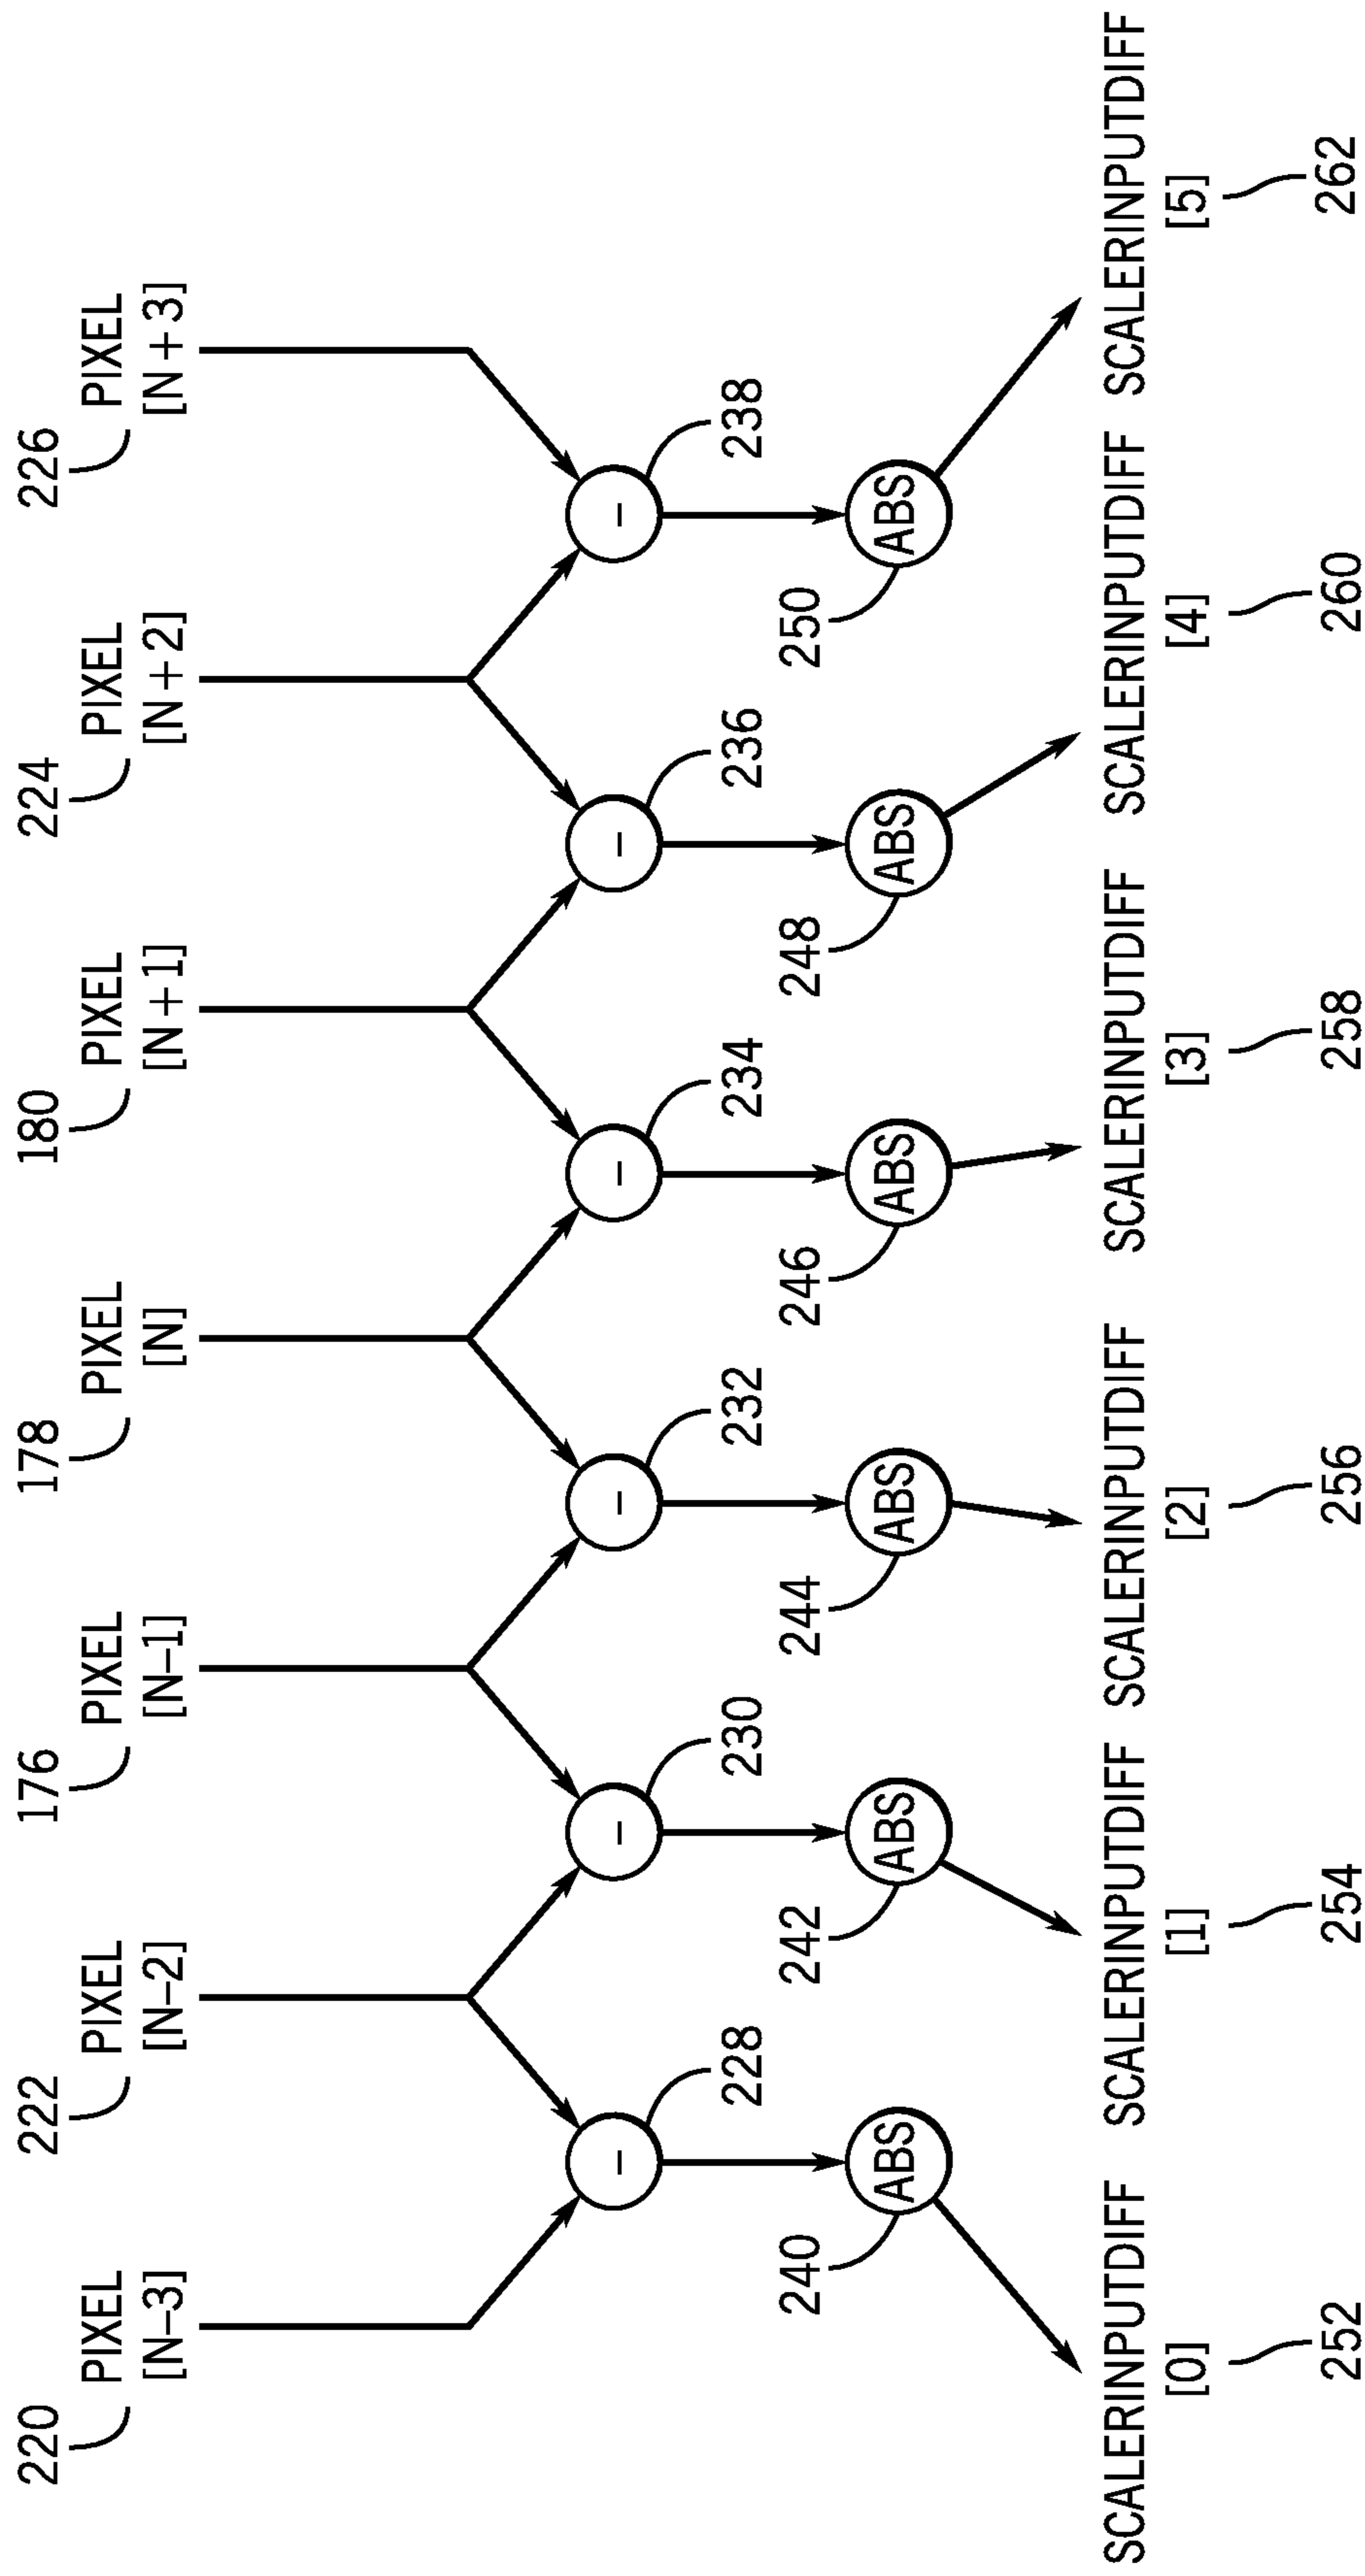 220 222 176 178 180 224 226
PIXEL PIXEL PIXEL PIXEL PIXEL PIXEL PIXEL
[N–3] [N–2] [N–1] [N] [N+1] [N+2] [N+3]
– – – – – –
228 230 232 234 236 238
240 242 244 246 248 250
ABS ABS ABS ABS ABS ABS
SCALERINPUTDIFF SCALERINPUTDIFF SCALERINPUTDIFF SCALERINPUTDIFF SCALERINPUTDIFF SCALERINPUTDIFF
[0] [1] [2] [3] [4] [5]
252 254 256 258 260 262